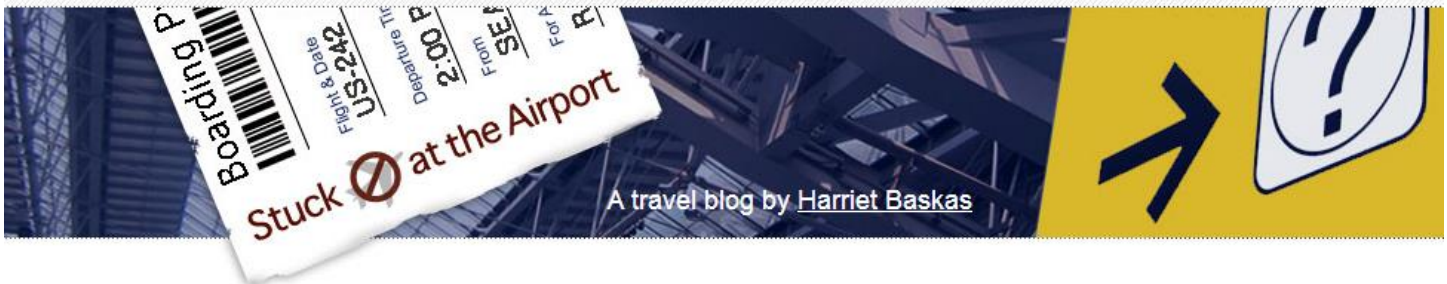 Boarding
Flight & Date
US-242
Departure
2:00
From
Stuck at the Airport
A travel blog by Harriet Baskas
?